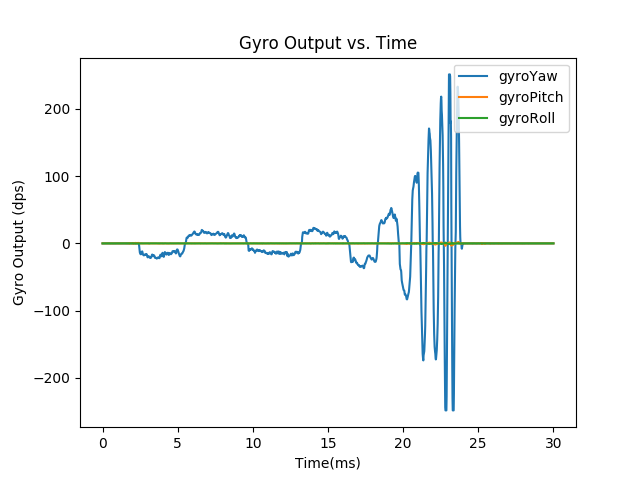 Gyro Output vs. Time
gyroYaw
gyroPitch
gyroRoll
Gyro Output (dps)
200
100
0
−100
−200
0 5 10 15 20 25 30
Time(ms)